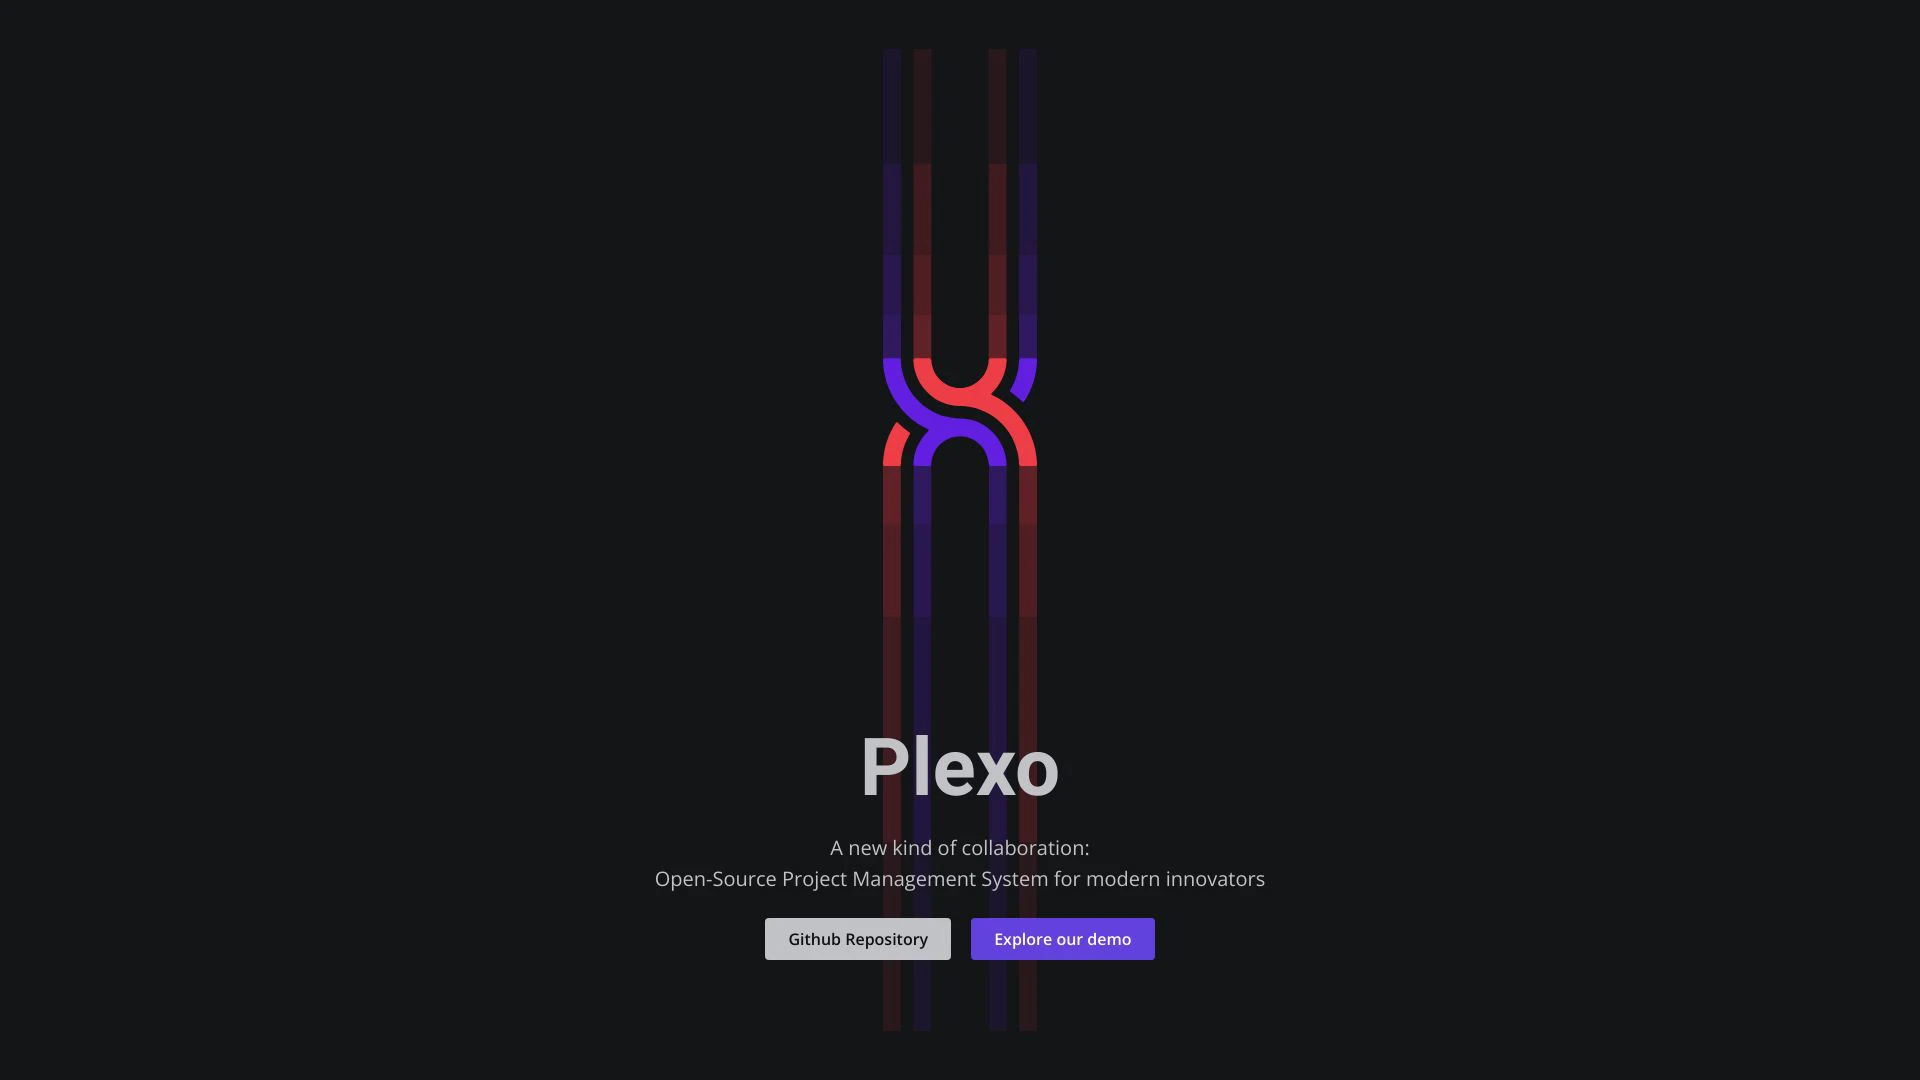 Plexo
A new kind of collaboration:
Open-Source Project Management System for modern innovators
Github Repository
Explore our demo